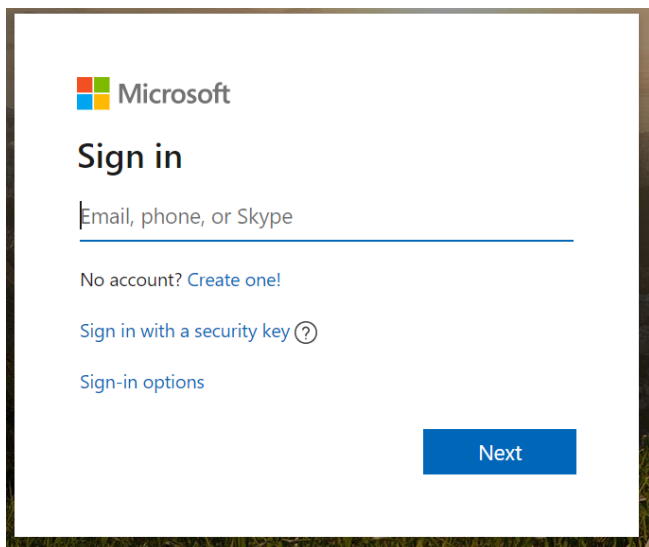 Microsoft
Sign in
Email, phone, or Skype
No account? Create one!
Sign in with a security key ?
Sign-in options
Next